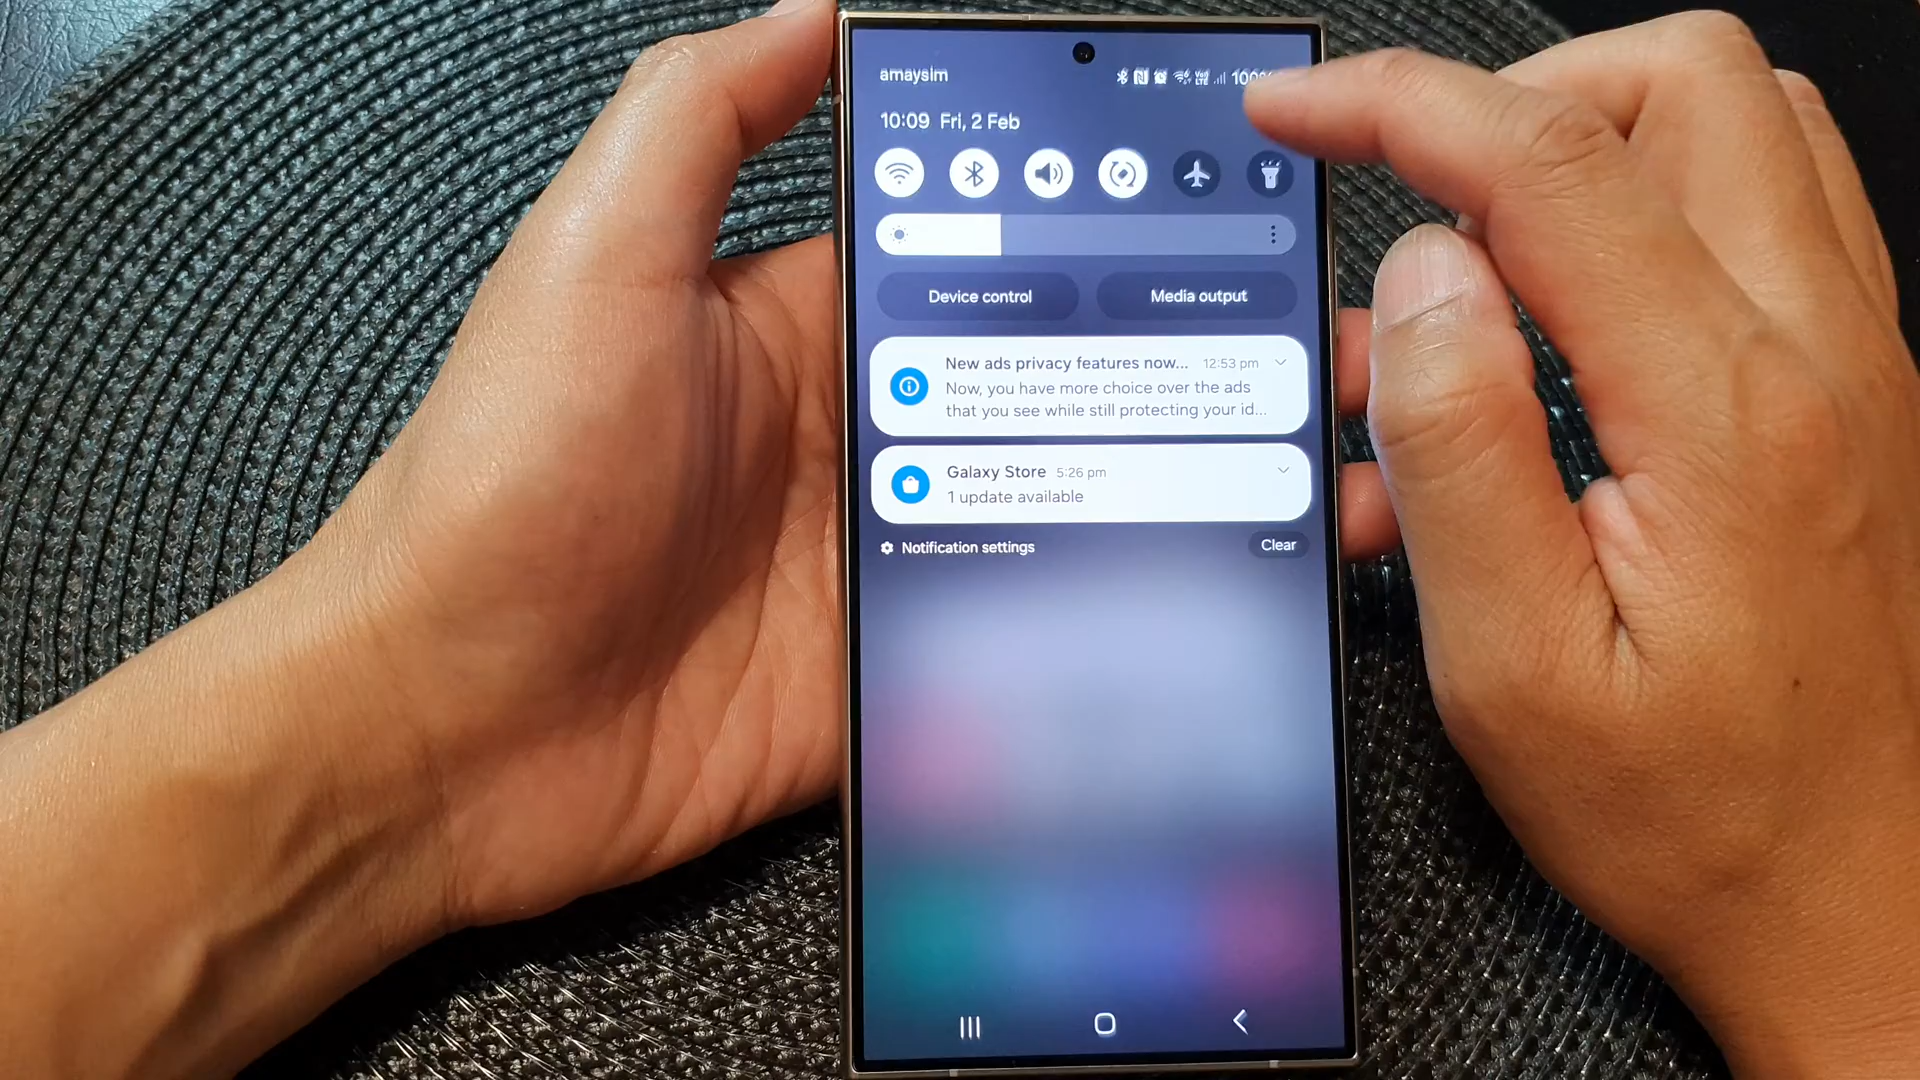 amaysim
100%
10:09 Fri, 2 Feb
Device control
Media output
New ads privacy features now... 12:53 pm
Now, you have more choice over the ads
that you see while still protecting your id...
Galaxy Store 5:26 pm
1 update available
Notification settings
Clear